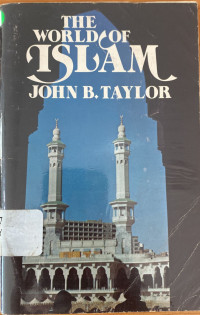 THE
WORLD OF
ISLAM
JOHN B. TAYLOR